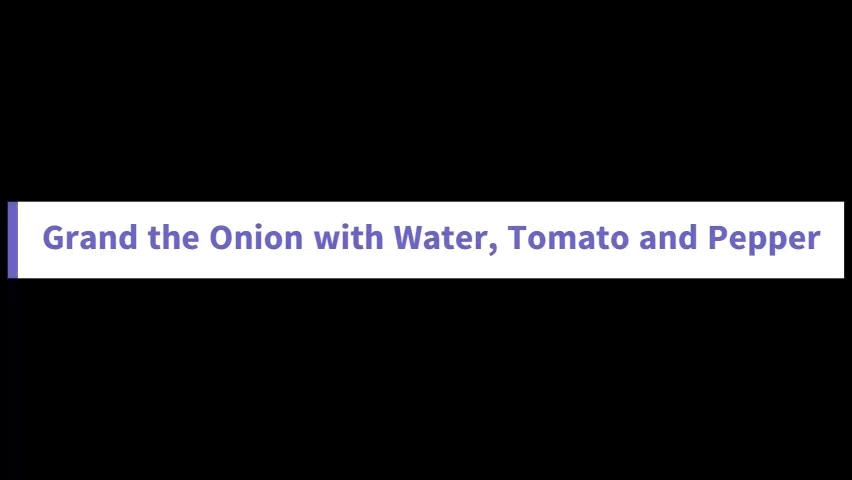 Grand the Onion with Water, Tomato and Pepper